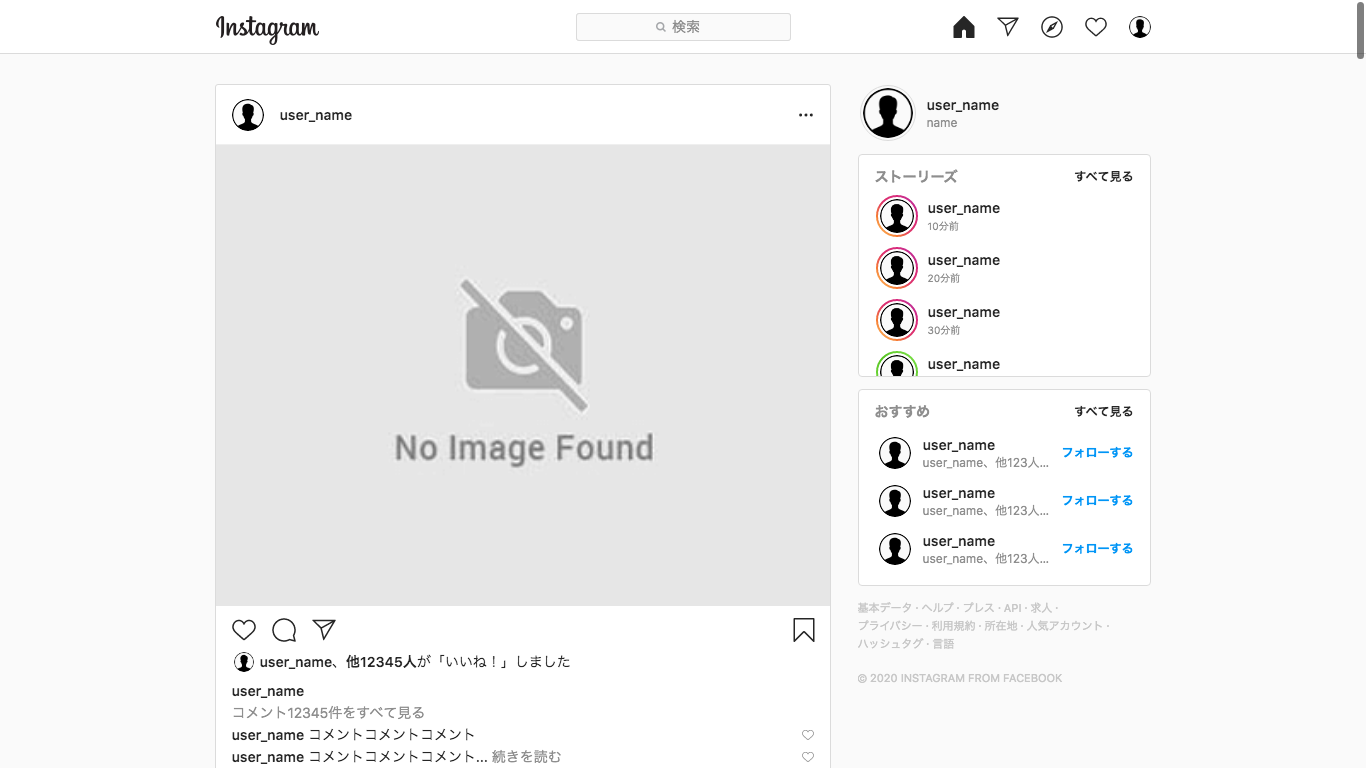 Instagram
検索
user_name
No Image Found
user_name、他12345人が「いいね！」しました
user_name
コメント12345件をすべて見る
user_name コメントコメントコメント
user_name コメントコメントコメント... 続きを読む
user_name
name
ストーリーズ すべて見る
user_name
10分前
user_name
20分前
user_name
30分前
user_name
おすすめ すべて見る
user_name
user_name、他123人... フォローする
user_name
user_name、他123人... フォローする
user_name
user_name、他123人... フォローする
基本データ · ヘルプ · プレス · API · 求人 ·
プライバシー · 利用規約 · 所在地 · 人気アカウント ·
ハッシュタグ · 言語
© 2020 INSTAGRAM FROM FACEBOOK